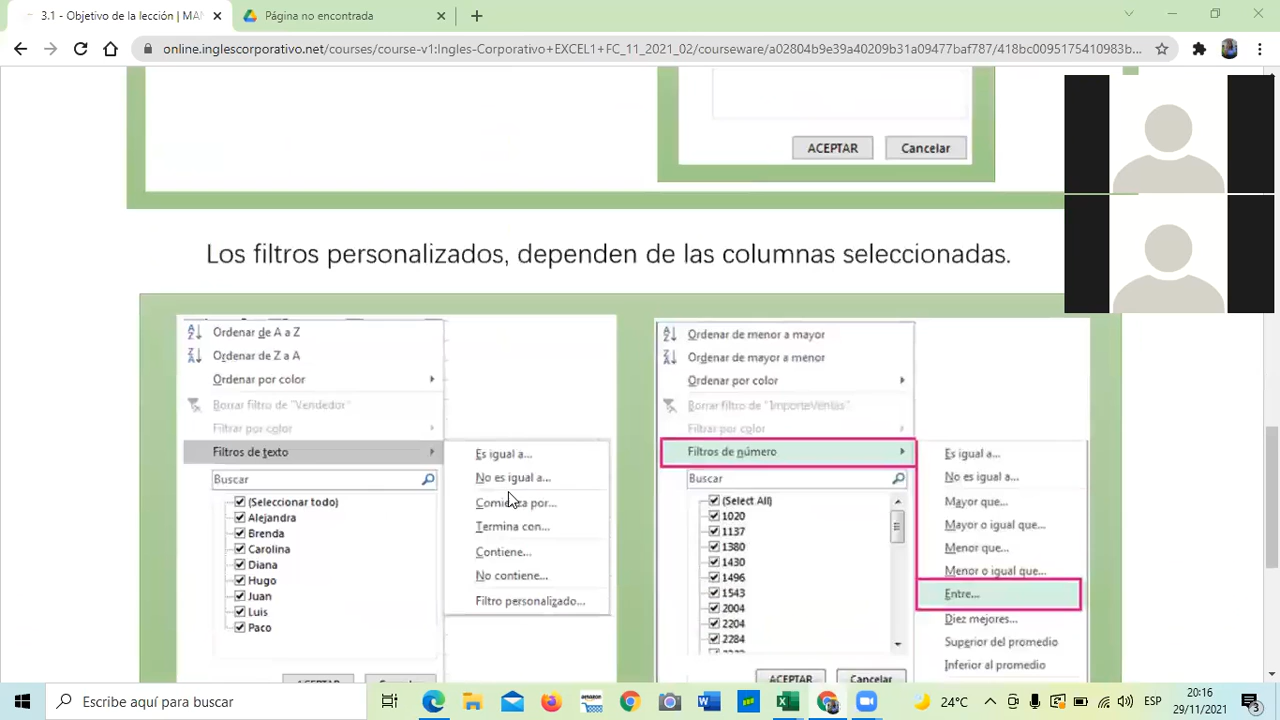 3.1 - Objetivo de la lección | MAN
Página no encontrada
online.inglescorporativo.net/courses/course-v1:Ingles-Corporativo+EXCEL1+FC_11_2021_02/courseware/a02804b9e39a40209b31a09477baf787/418bc0095175410983b...
ACEPTAR Cancelar
Los filtros personalizados, dependen de las columnas seleccionadas.
Ordenar de A a Z
Ordenar de Z a A
Ordenar por color
Borrar filtro de "Vendedor"
Filtrar por color
Filtros de texto
Buscar
(Seleccionar todo)
Alejandra
Brenda
Carolina
Diana
Hugo
Juan
Luis
Paco
ACEPTAR Cancelar
Es igual a...
No es igual a...
Comienza por...
Termina con...
Contiene...
No contiene...
Filtro personalizado...
Ordenar de menor a mayor
Ordenar de mayor a menor
Ordenar por color
Borrar filtro de "ImporteVentas"
Filtrar por color
Filtros de número
Buscar
(Select All)
1020
1137
1380
1430
1496
1543
2004
2204
2284
ACEPTAR Cancelar
Es igual a...
No es igual a...
Mayor que...
Mayor o igual que...
Menor que...
Menor o igual que...
Entre...
Diez mejores...
Superior del promedio
Inferior al promedio
Escribe aquí para buscar
24°C
ESP
20:16
29/11/2021
3